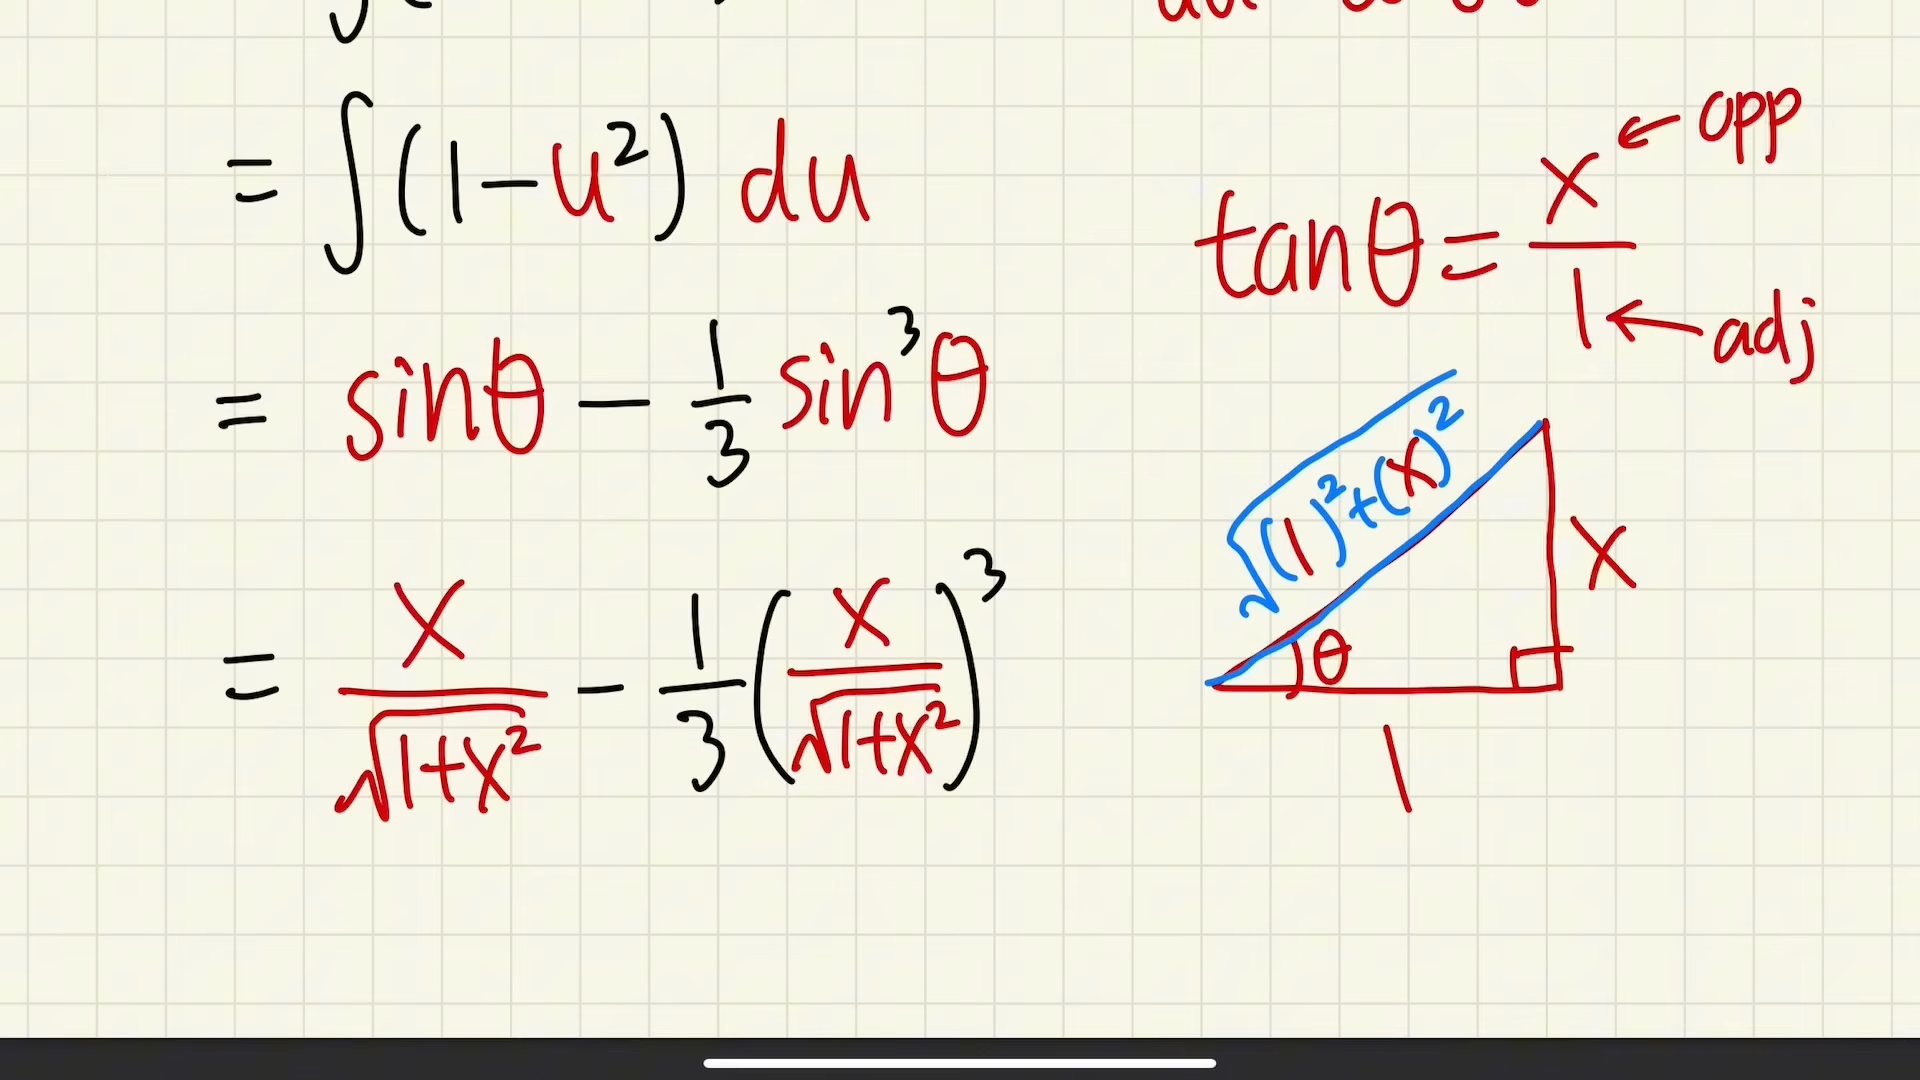 = ∫(1-u²) du
= sinθ - 1/3 sin³θ
= x/√(1+x²) - 1/3 (x/√(1+x²))³
tanθ = x/1
← opp
← adj
√((1)²+(x)²)
x
θ
1